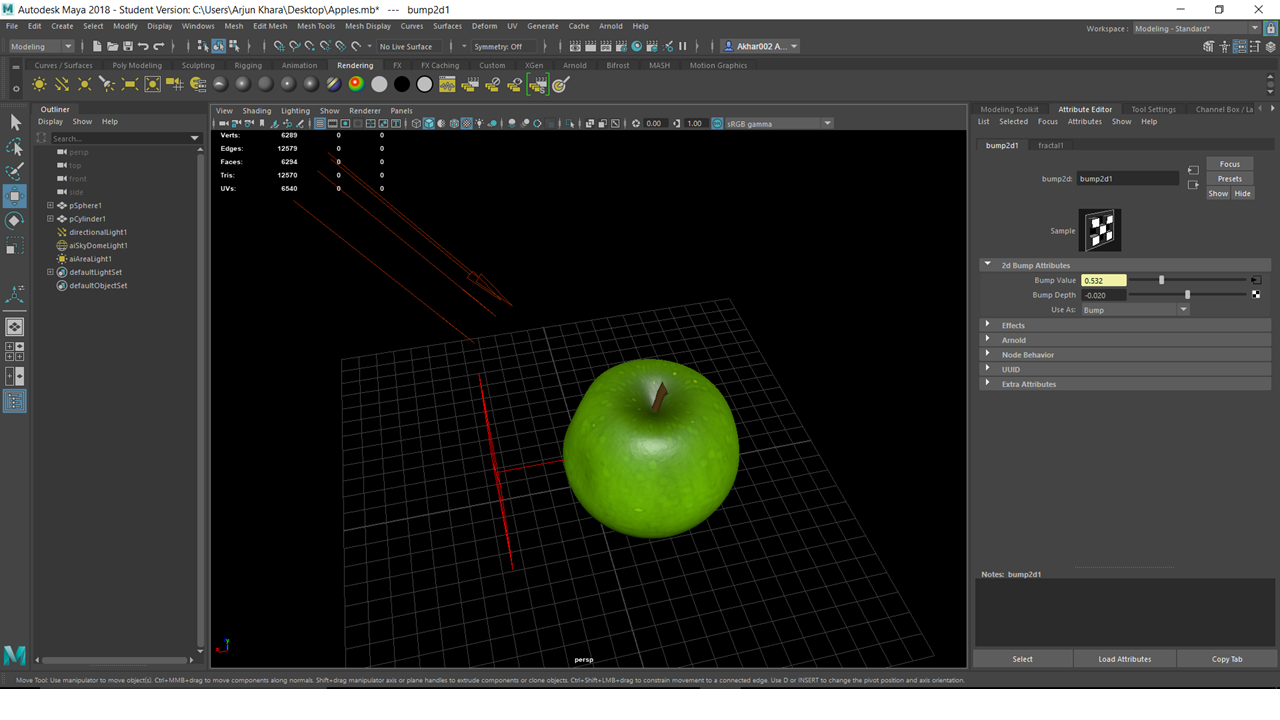 Autodesk Maya 2018 - Student Version: C:\Users\Arjun Khara\Desktop\Apples.mb* --- bump2d1
File Edit Create Select Modify Display Windows Mesh Edit Mesh Mesh Tools Mesh Display Curves Surfaces Deform UV Generate Cache Arnold Help
Workspace: Modeling - Standard*
Modeling No Live Surface Symmetry: Off Akhar002 A...
Curves / Surfaces Poly Modeling Sculpting Rigging Animation Rendering FX FX Caching Custom XGen Arnold Bifrost MASH Motion Graphics
Outliner
Display Show Help
Search...
persp
top
front
side
pSphere1
pCylinder1
directionalLight1
aiSkyDomeLight1
aiAreaLight1
defaultLightSet
defaultObjectSet
View Shading Lighting Show Renderer Panels
0.00 1.00 sRGB gamma
Verts: 6289 0 0
Edges: 12579 0 0
Faces: 6294 0 0
Tris: 12570 0 0
UVs: 6540 0 0
persp
Modeling Toolkit Attribute Editor Tool Settings Channel Box / La
List Selected Focus Attributes Show Help
bump2d1 fractal1
Focus
bump2d: bump2d1 Presets
Show Hide
Sample
2d Bump Attributes
Bump Value 0.532
Bump Depth -0.020
Use As: Bump
Effects
Arnold
Node Behavior
UUID
Extra Attributes
Notes: bump2d1
Select Load Attributes Copy Tab
Move Tool: Use manipulator to move object(s). Ctrl+MMB+drag to move components along normals. Shift+drag manipulator axis or plane handles to extrude components or clone objects. Ctrl+Shift+LMB+drag to constrain movement to a connected edge. Use D or INSERT to change the pivot position and axis orientation.